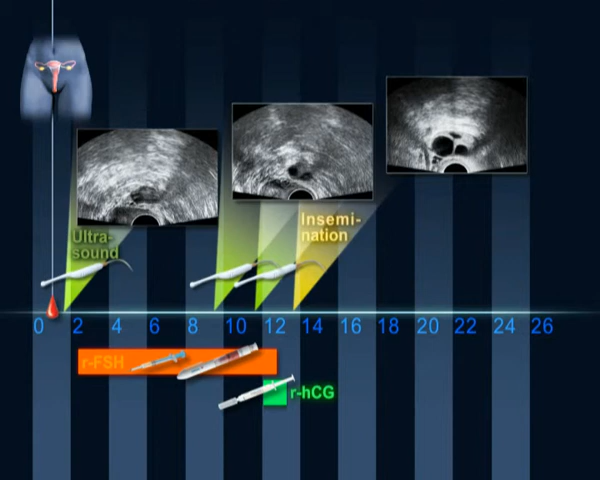 Insemi-
nation
Ultra-
sound
0 2 4 6 8 10 12 14 16 18 20 22 24 26
r-FSH
r-hCG